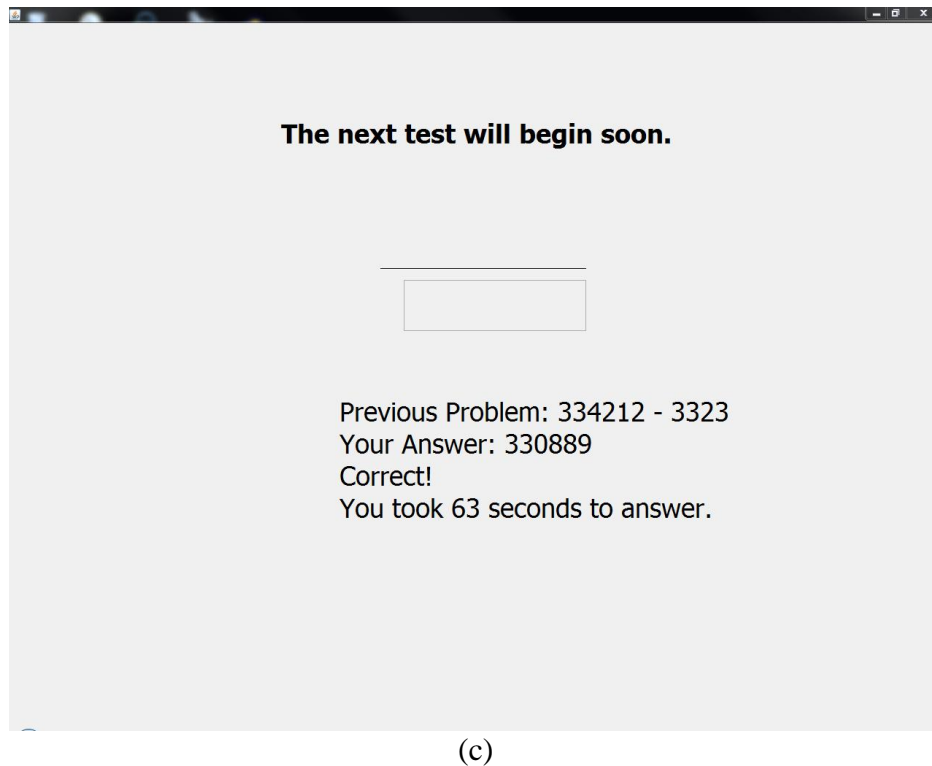 The next test will begin soon.
Previous Problem: 334212 - 3323
Your Answer: 330889
Correct!
You took 63 seconds to answer.
(c)